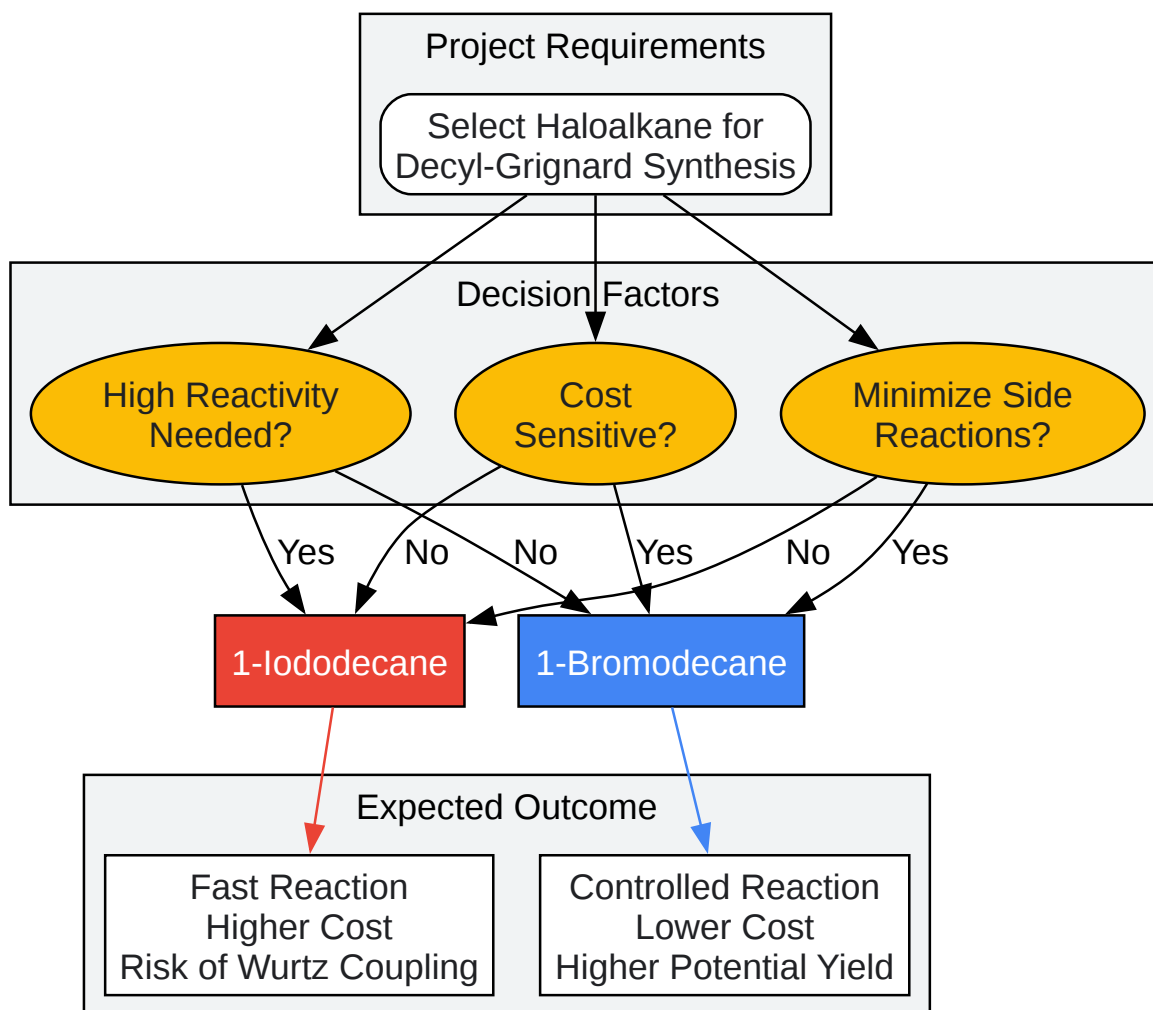 Project Requirements
Select Haloalkane for
Decyl-Grignard Synthesis
Decision Factors
High Reactivity
Needed?
Cost
Sensitive?
Minimize Side
Reactions?
Yes
No
No
Yes
No
Yes
1-Iododecane
1-Bromodecane
Expected Outcome
Fast Reaction
Higher Cost
Risk of Wurtz Coupling
Controlled Reaction
Lower Cost
Higher Potential Yield